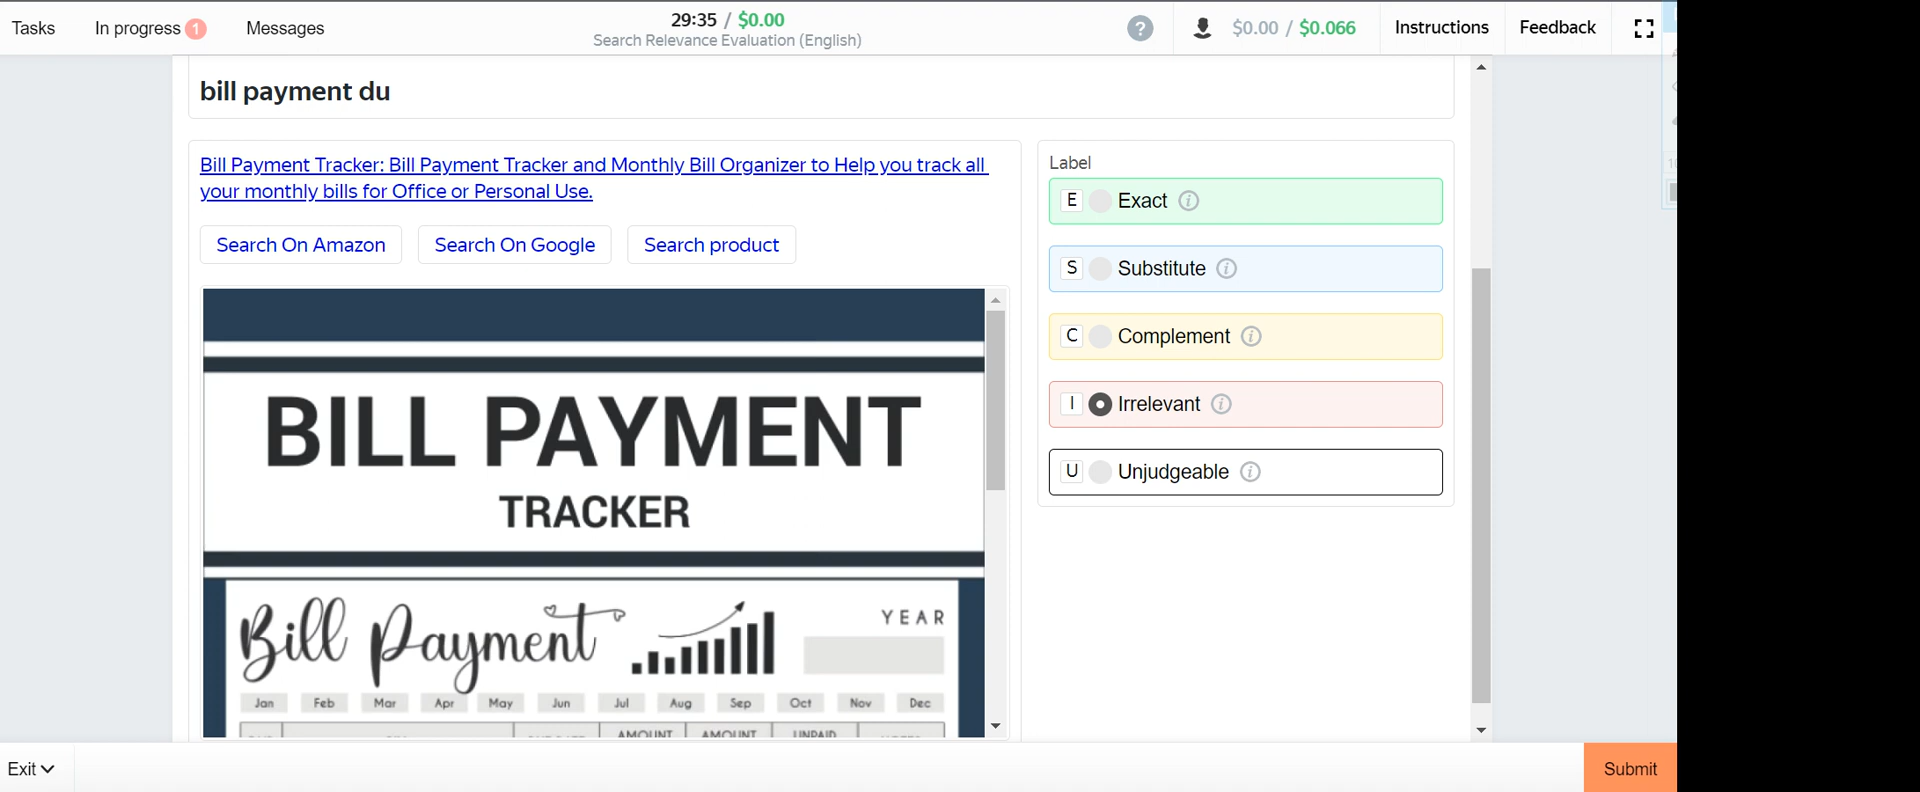 Tasks
In progress 1
Messages
29:35 / $0.00
Search Relevance Evaluation (English)
?
$0.00 / $0.066
Instructions
Feedback
bill payment du
Bill Payment Tracker: Bill Payment Tracker and Monthly Bill Organizer to Help you track all
your monthly bills for Office or Personal Use.
Search On Amazon
Search On Google
Search product
BILL PAYMENT
TRACKER
Bill Payment
YEAR
Jan Feb Mar Apr May Jun Jul Aug Sep Oct Nov Dec
AMOUNT AMOUNT UNPAID
Label
E Exact i
S Substitute i
C Complement i
I Irrelevant i
U Unjudgeable i
Exit
Submit